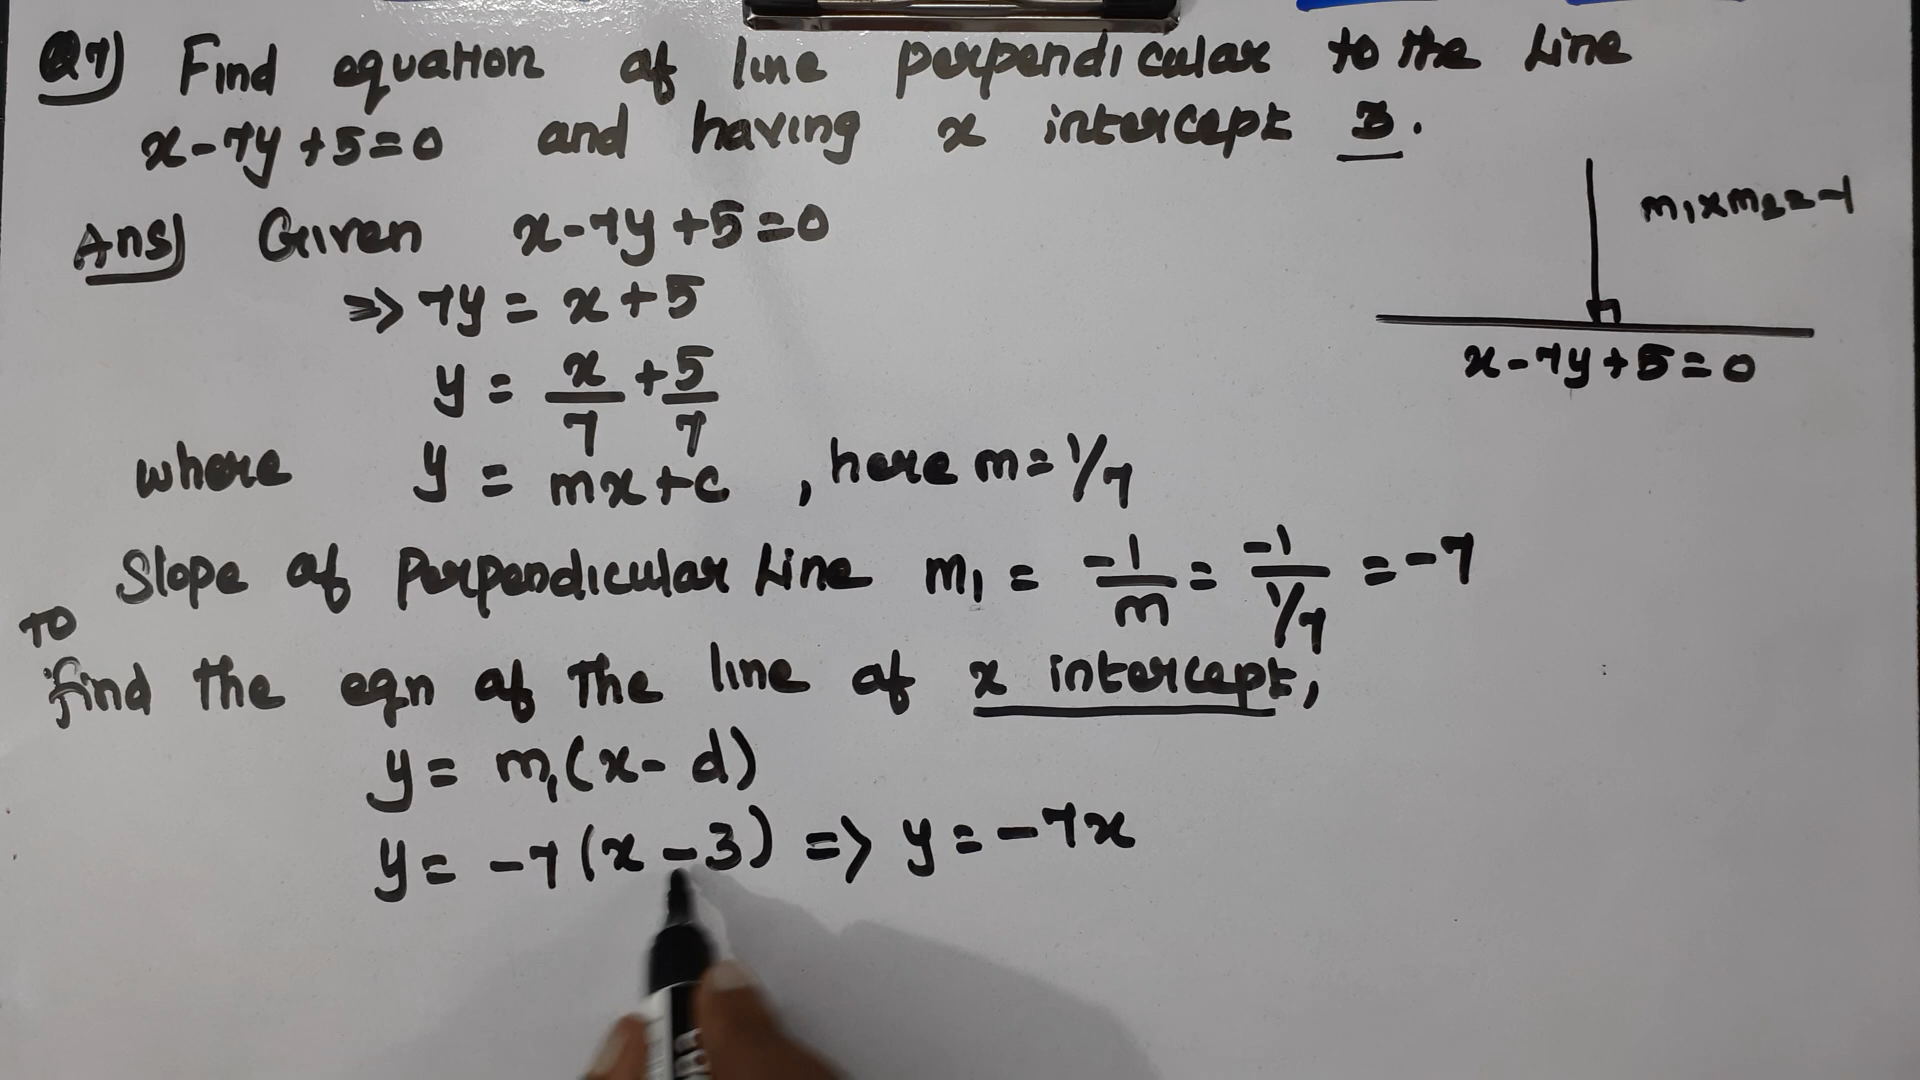 Q7) Find equation of line perpendicular to the line
x-7y+5=0 and having x intercept 3.
Ans) Given x-7y+5=0
=> 7y = x+5
y = x/7 + 5/7
where y = mx+c , here m=1/7
Slope of Perpendicular Line m₁ = -1/m = -1/1/7 = -7
To
find the eqn of the line of x intercept,
y = m₁(x-d)
y = -7(x-3) => y = -7x
m₁xm₂=-1
x-7y+5=0